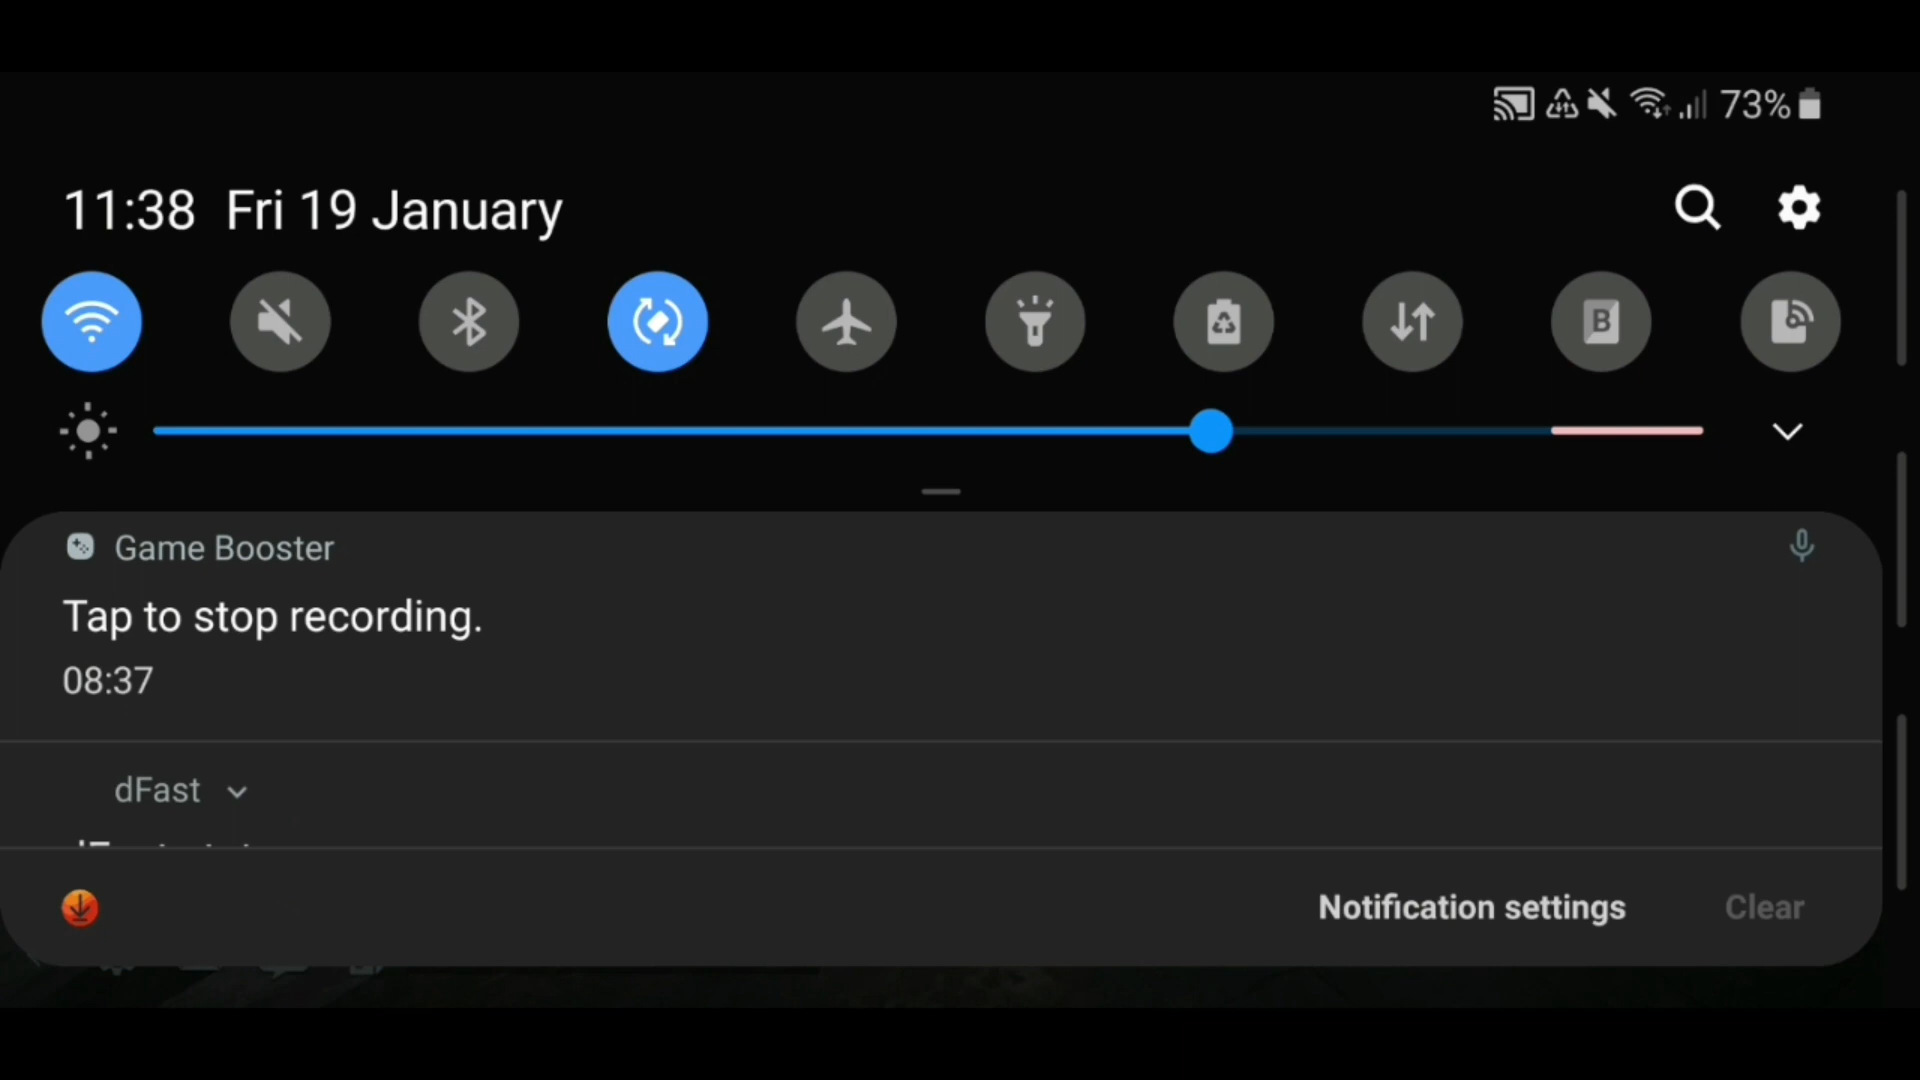 73%
11:38 Fri 19 January
B
Game Booster
Tap to stop recording.
08:37
dFast
Notification settings
Clear